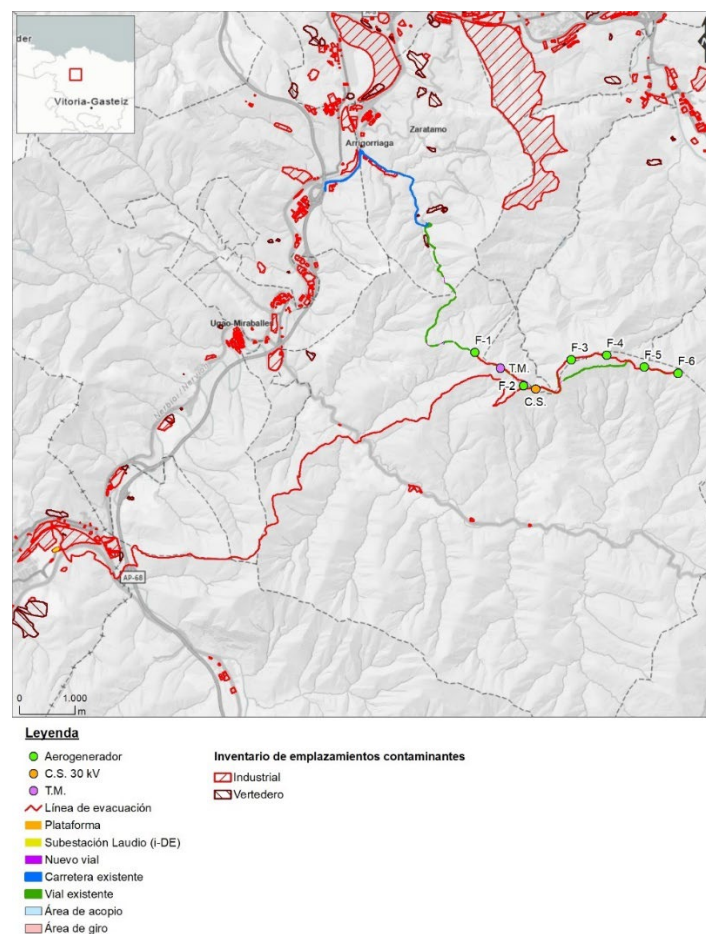 der
Vitoria-Gasteiz
Zaratamo
Arrigorriaga
Ugao-Miraballes
F-1
F-3
F-4
F-5
F-6
T.M.
F-2
C.S.
AP-68
0 1.000
m
Leyenda
Aerogenerador
C.S. 30 kV
T.M.
Línea de evacuación
Plataforma
Subestación Laudio (i-DE)
Nuevo vial
Carretera existente
Vial existente
Área de acopio
Área de giro
Inventario de emplazamientos contaminantes
Industrial
Vertedero